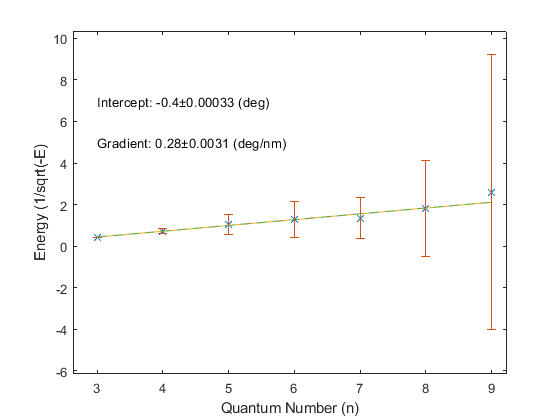 10
8
Intercept: -0.4±0.00033 (deg)
6
Gradient: 0.28±0.0031 (deg/nm)
4
2
0
-2
-4
-6
Energy (1/sqrt(-E)
3 4 5 6 7 8 9
Quantum Number (n)